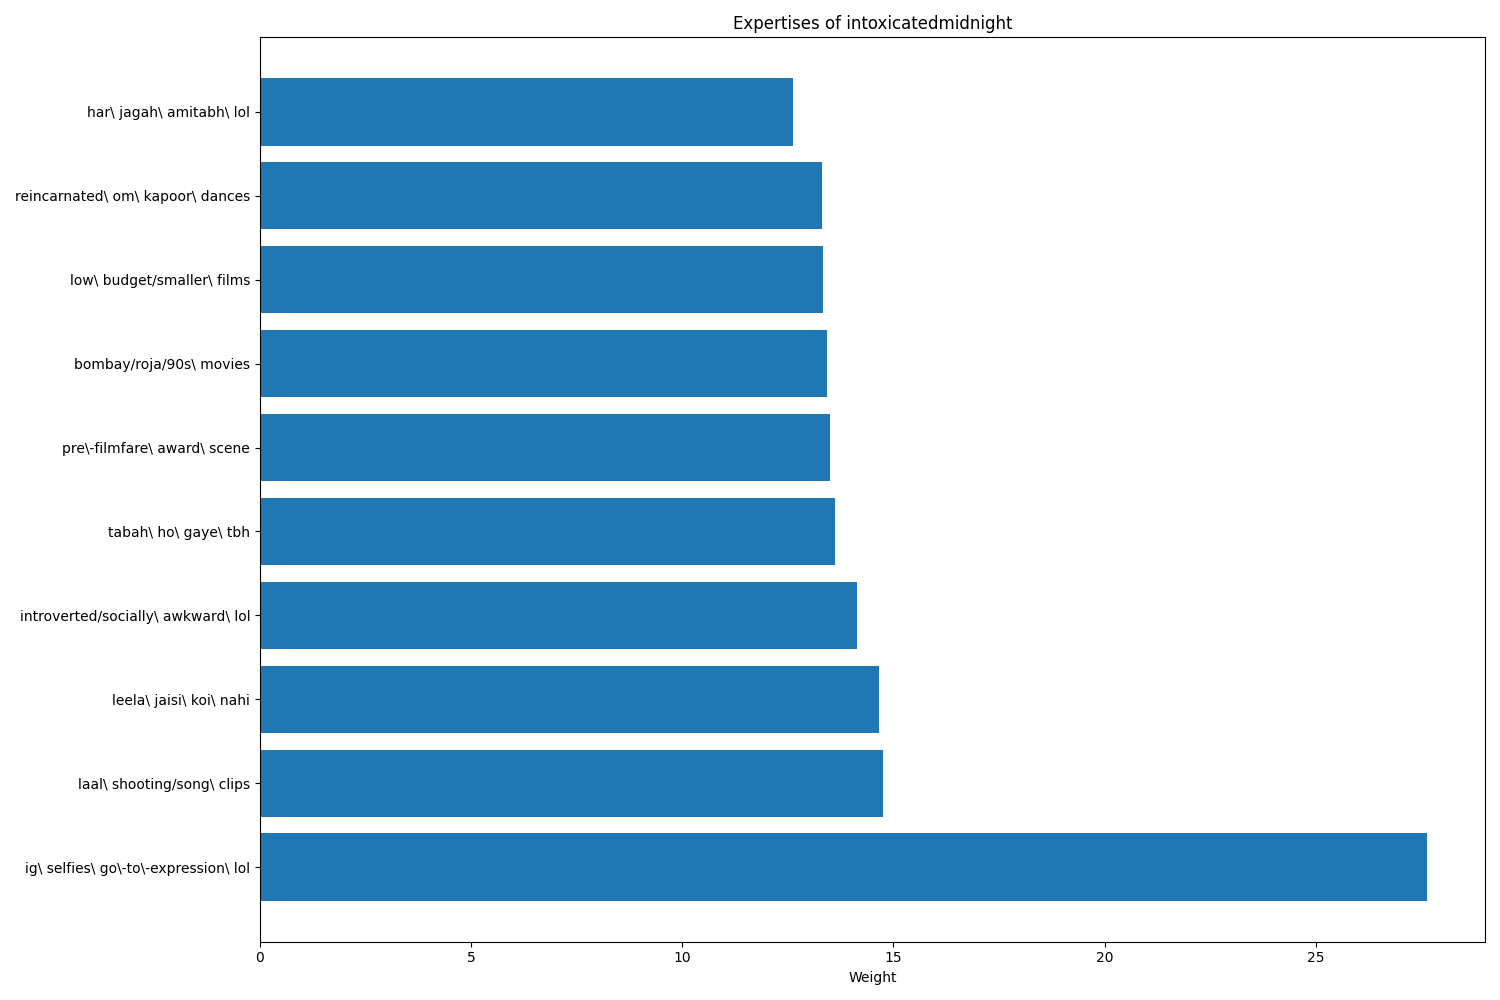 Expertises of intoxicatedmidnight
har\ jagah\ amitabh\ lol
reincarnated\ om\ kapoor\ dances
low\ budget/smaller\ films
bombay/roja/90s\ movies
pre\-filmfare\ award\ scene
tabah\ ho\ gaye\ tbh
introverted/socially\ awkward\ lol
leela\ jaisi\ koi\ nahi
laal\ shooting/song\ clips
ig\ selfies\ go\-to\-expression\ lol
0 5 10 15 20 25
Weight